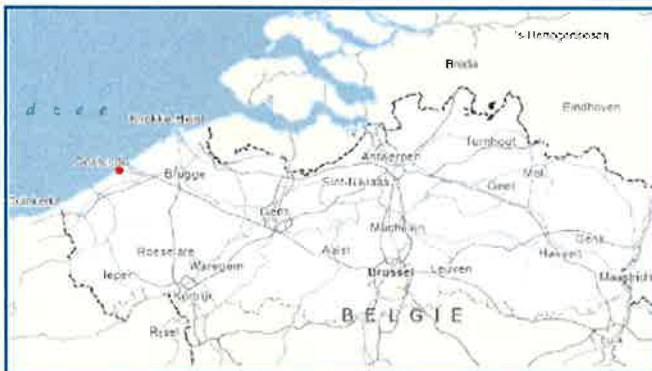 's Hertogenbosch
Breda
Eindhoven
Knokke-Heist
Turnhout
Antwerpen
Mol
Brugge
Sint-Niklaas
Geel
Gent
Mechelen
Genk
Roeselare
Aalst
Hasselt
Ieper
Waregem
Brussel
Leuven
Maastricht
Kortrijk
BELGIE
Rijsel